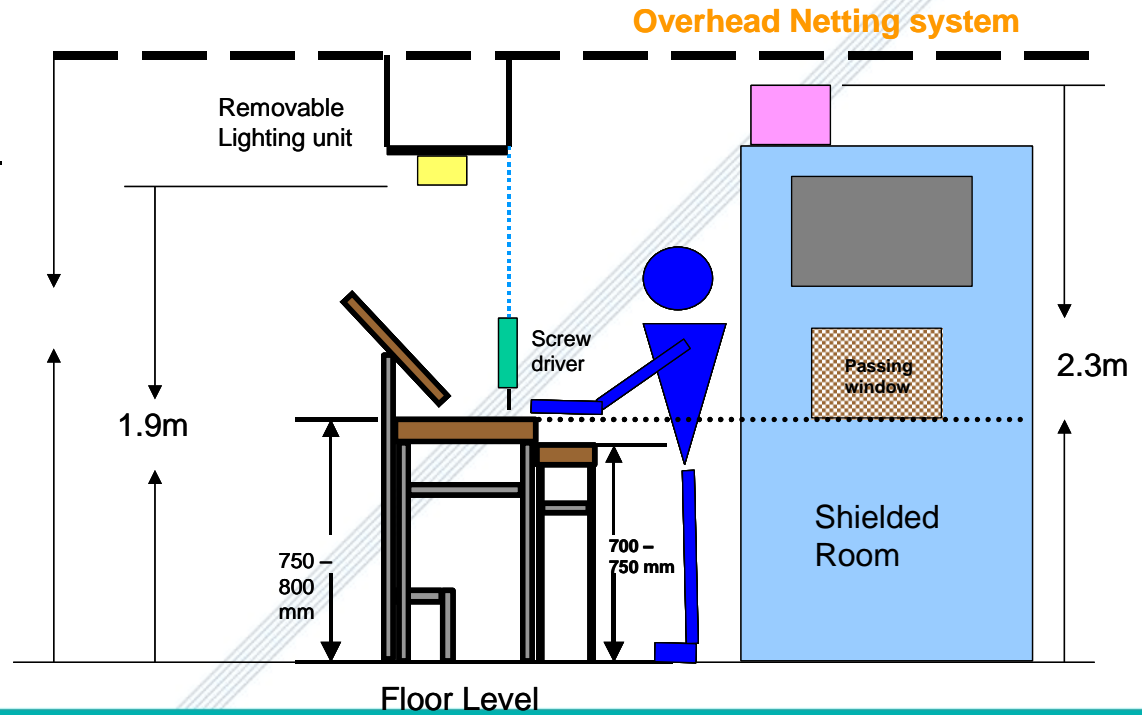 Overhead Netting system
Removable
Lighting unit
Screw
driver
Passing
window
2.3m
1.9m
Shielded
Room
750 –
800
mm
700 –
750 mm
Floor Level